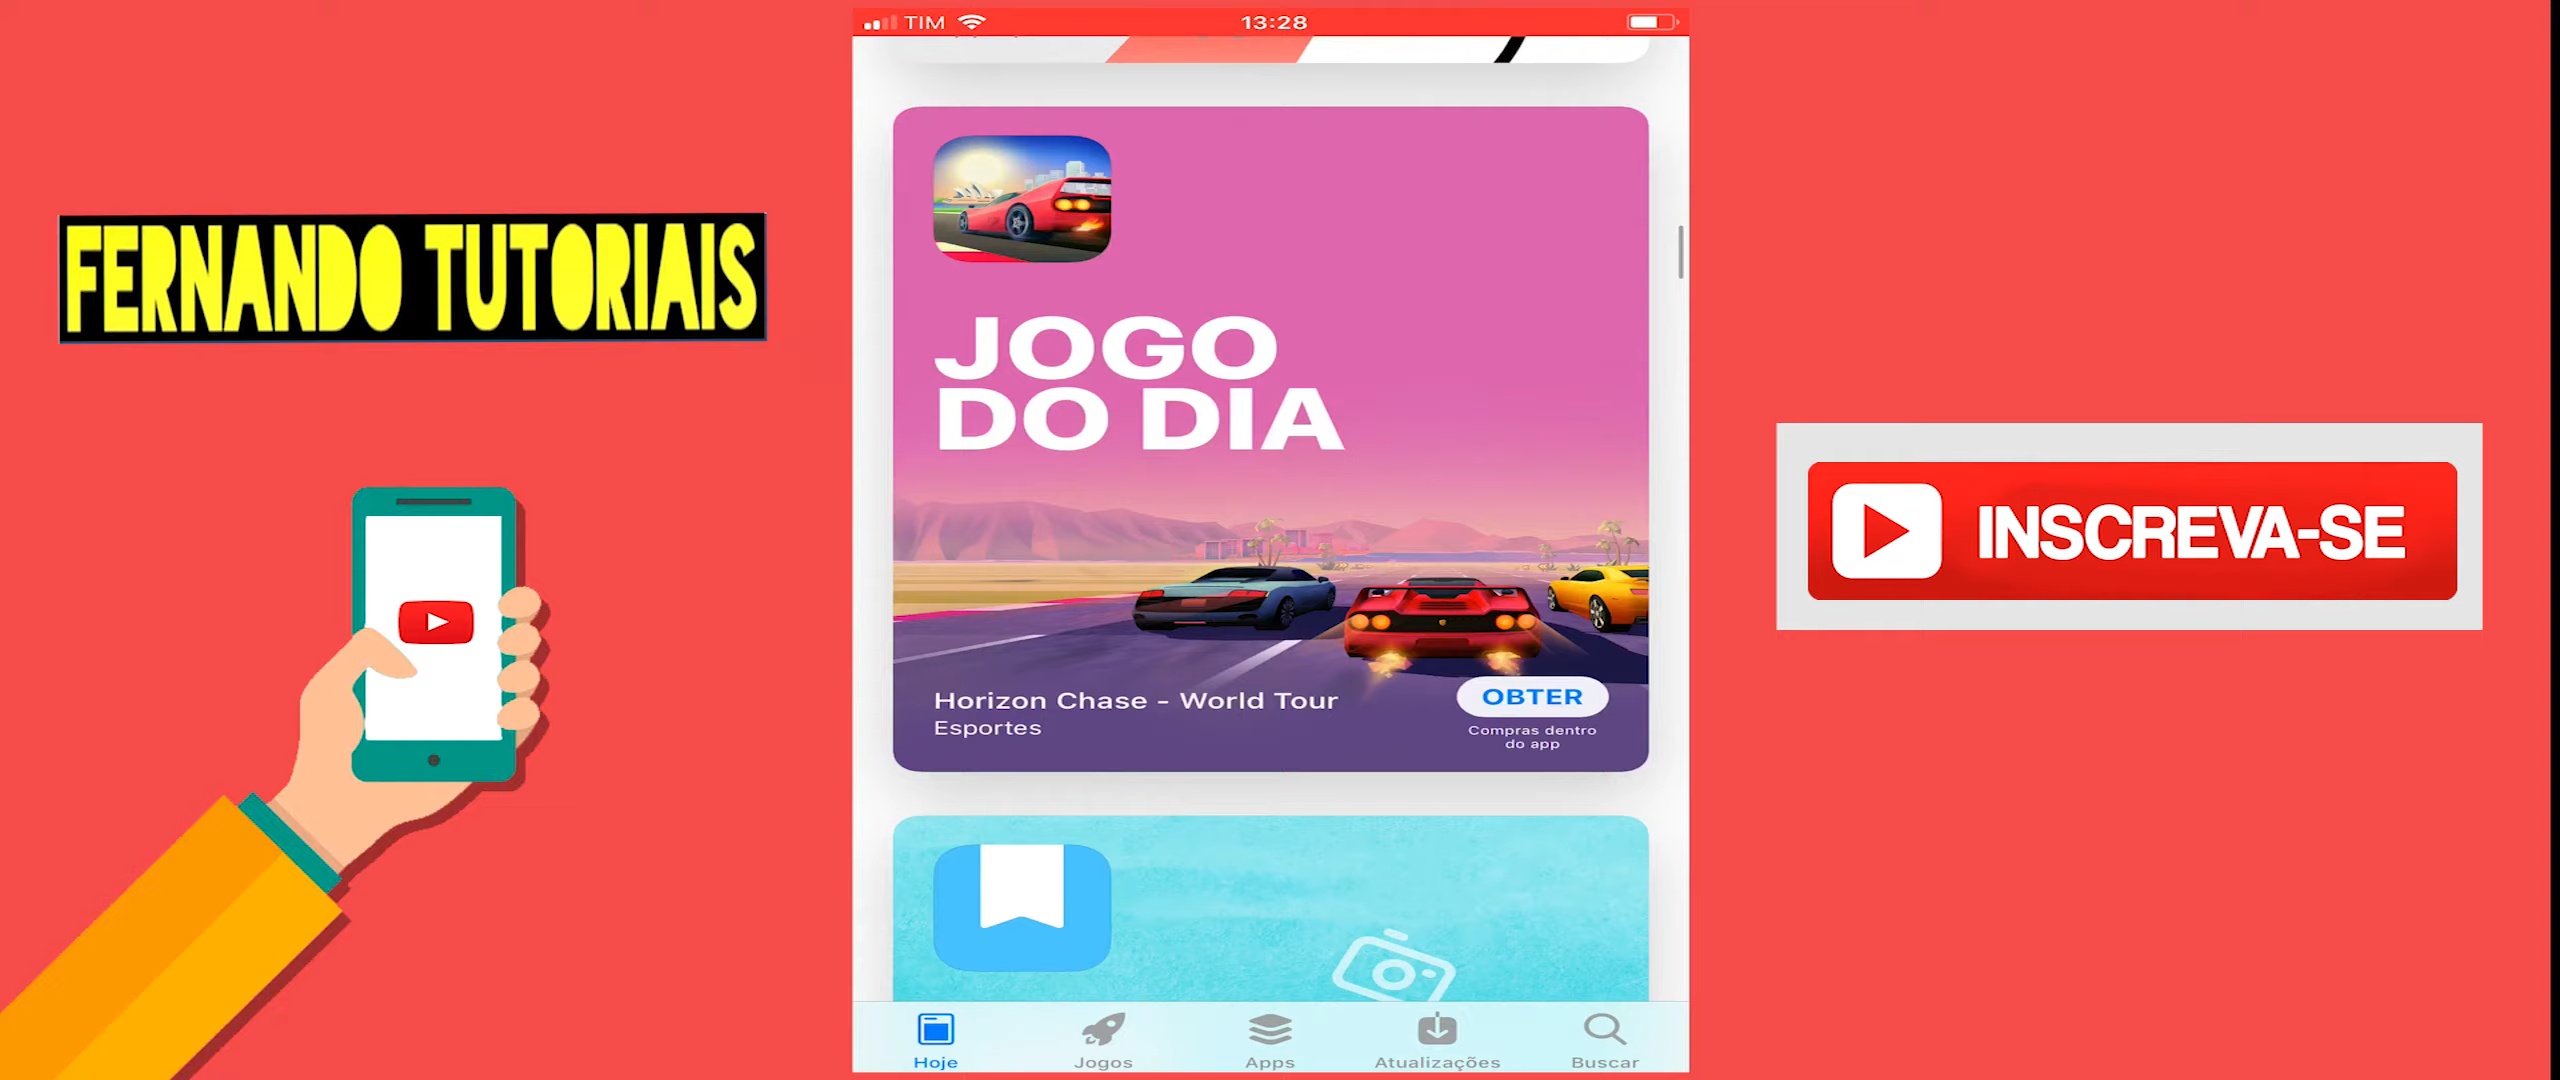 TIM
13:28
FERNANDO TUTORIAIS
JOGO
DO DIA
INSCREVA-SE
Horizon Chase - World Tour
Esportes
OBTER
Compras dentro
do app
Hoje
Jogos
Apps
Atualizações
Buscar